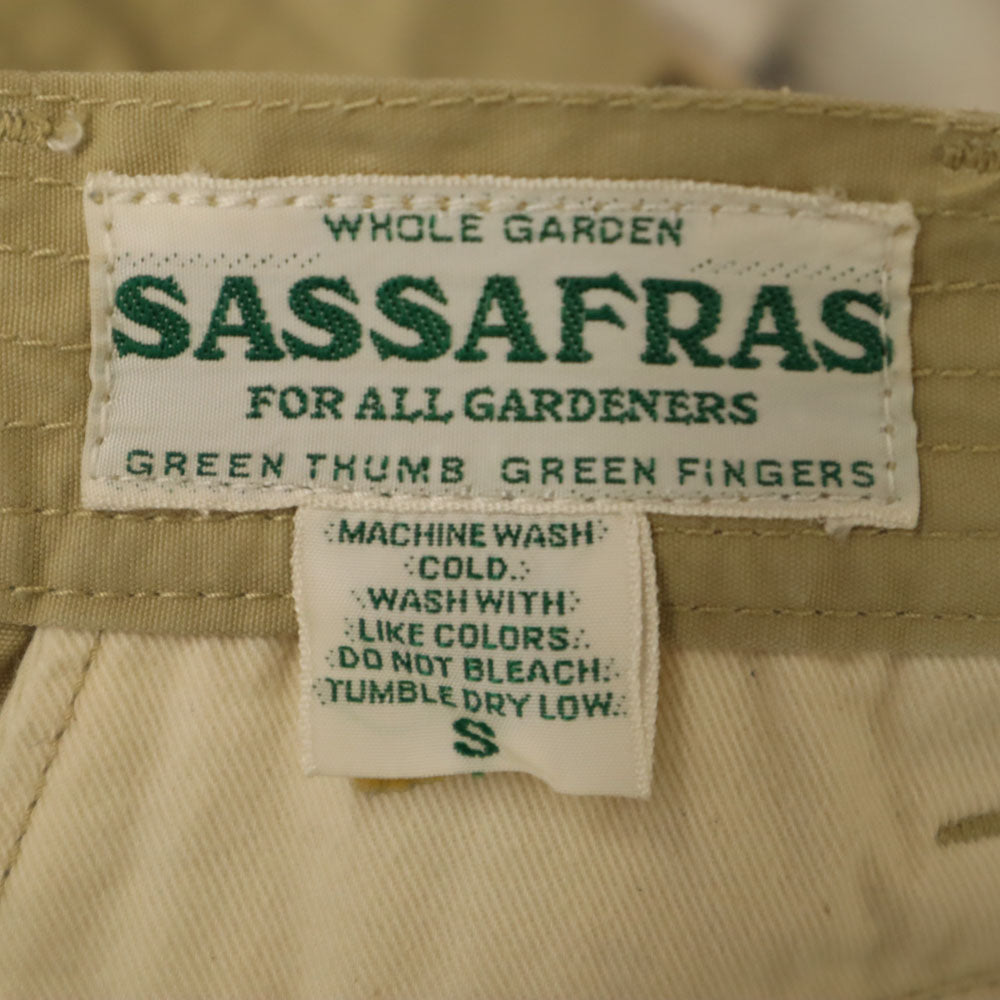 WHOLE GARDEN
SASSAFRAS
FOR ALL GARDENERS
GREEN THUMB GREEN FINGERS
MACHINE WASH
COLD.
WASH WITH
LIKE COLORS.
DO NOT BLEACH.
TUMBLE DRY LOW.
S